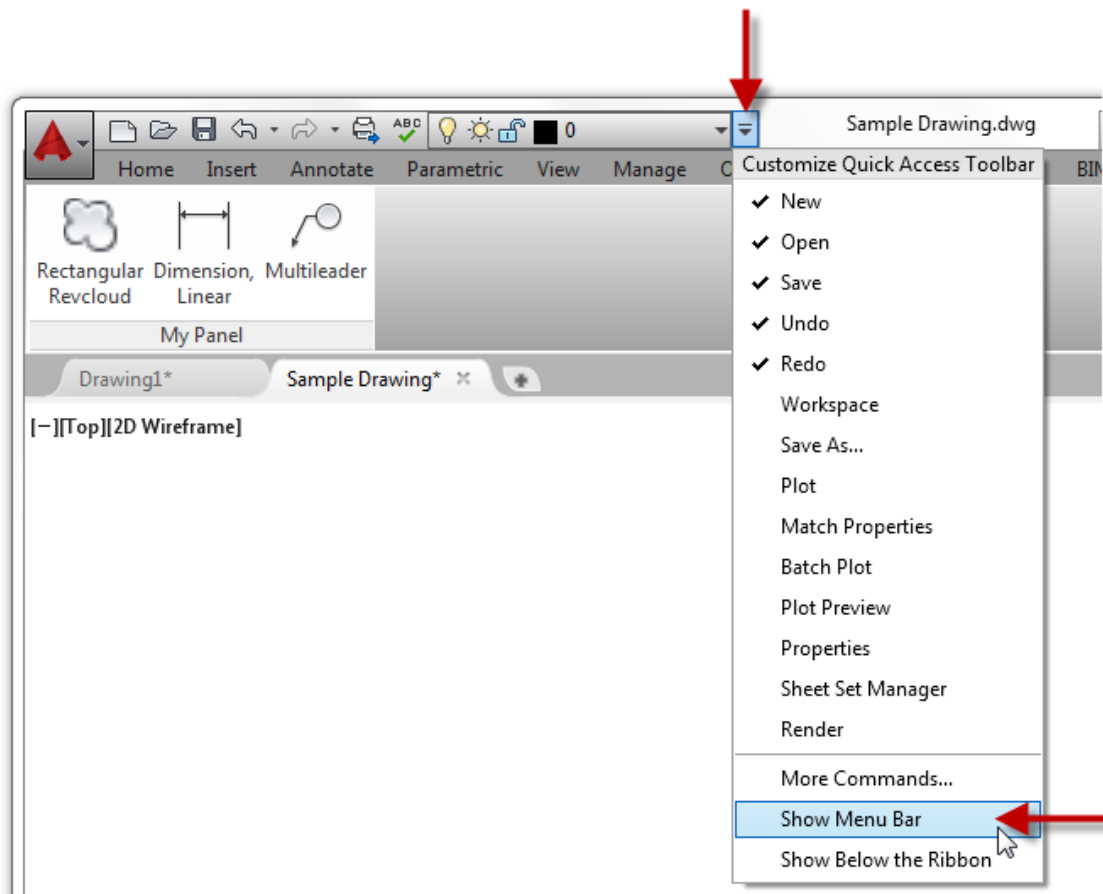 ABC
0
Sample Drawing.dwg
Home Insert Annotate Parametric View Manage
Customize Quick Access Toolbar
New
Open
Save
Undo
Redo
Workspace
Save As...
Plot
Match Properties
Batch Plot
Plot Preview
Properties
Sheet Set Manager
Render
More Commands...
Show Menu Bar
Show Below the Ribbon
Rectangular Dimension, Multileader
Revcloud Linear
My Panel
Drawing1* Sample Drawing*
[−][Top][2D Wireframe]